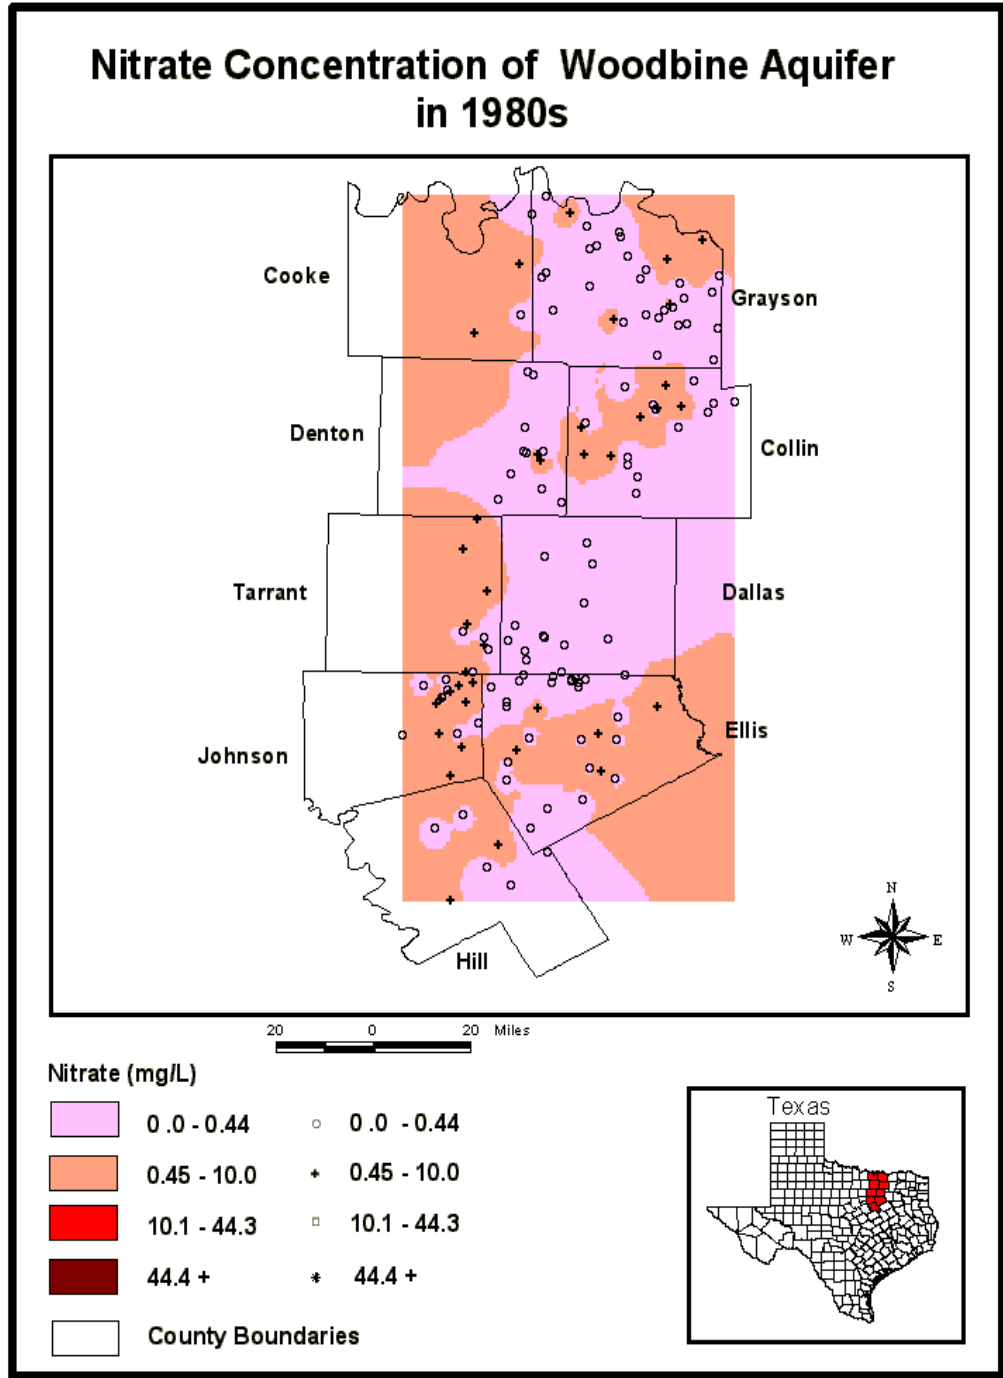 Nitrate Concentration of Woodbine Aquifer
in 1980s
Cooke
Grayson
Denton
Collin
Tarrant
Dallas
Johnson
Ellis
Hill
N
W
E
S
20 0 20 Miles
Nitrate (mg/L)
0 .0 - 0.44
0 .0 - 0.44
0.45 - 10.0
0.45 - 10.0
10.1 - 44.3
10.1 - 44.3
44.4 +
44.4 +
County Boundaries
Texas